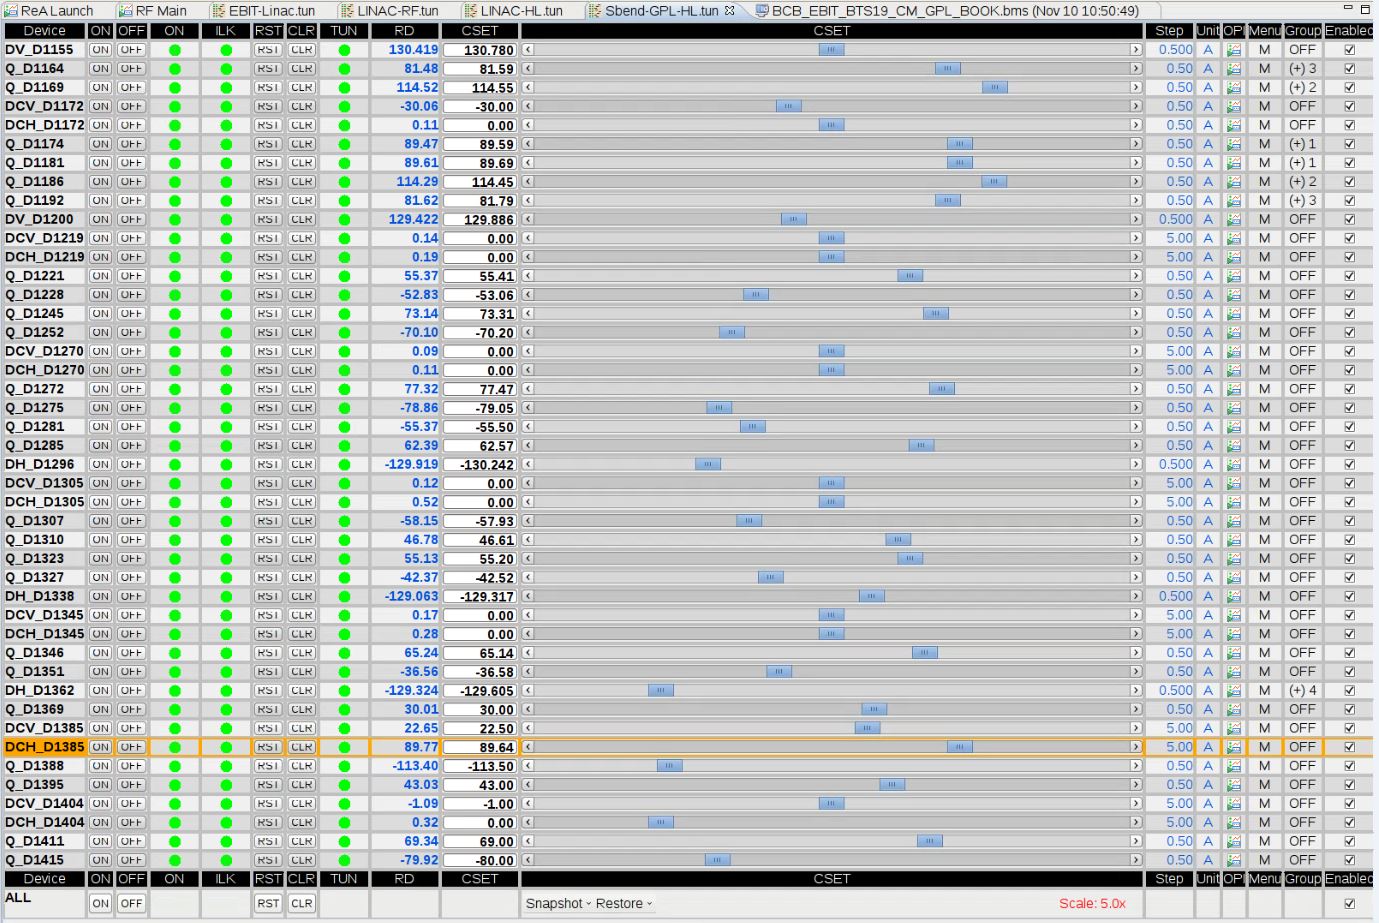 ReA Launch RF Main EBIT-Linac.tun LINAC-RF.tun LINAC-HL.tun Sbend-GPL-HL.tun BCB_EBIT_BTS19_CM_GPL_BOOK.bms (Nov 10 10:50:49)
Device ON OFF ON ILK RST CLR TUN RD CSET CSET Step Unit OPI Menu Group Enabled
DV_D1155 ON OFF RST CLR 130.419 130.780 0.500 A M OFF
Q_D1164 ON OFF RST CLR 81.48 81.59 0.50 A M (+) 3
Q_D1169 ON OFF RST CLR 114.52 114.55 0.50 A M (+) 2
DCV_D1172 ON OFF RST CLR -30.06 -30.00 5.00 A M OFF
DCH_D1172 ON OFF RST CLR 0.11 0.00 5.00 A M OFF
Q_D1174 ON OFF RST CLR 89.47 89.59 0.50 A M (+) 1
Q_D1181 ON OFF RST CLR 89.61 89.69 0.50 A M (+) 1
Q_D1186 ON OFF RST CLR 114.29 114.45 0.50 A M (+) 2
Q_D1192 ON OFF RST CLR 81.62 81.79 0.50 A M (+) 3
DV_D1200 ON OFF RST CLR 129.422 129.886 0.500 A M OFF
DCV_D1219 ON OFF RST CLR 0.14 0.00 5.00 A M OFF
DCH_D1219 ON OFF RST CLR 0.19 0.00 5.00 A M OFF
Q_D1221 ON OFF RST CLR 55.37 55.41 0.50 A M OFF
Q_D1228 ON OFF RST CLR -52.83 -53.06 0.50 A M OFF
Q_D1245 ON OFF RST CLR 73.14 73.31 0.50 A M OFF
Q_D1252 ON OFF RST CLR -70.10 -70.20 0.50 A M OFF
DCV_D1270 ON OFF RST CLR 0.09 0.00 5.00 A M OFF
DCH_D1270 ON OFF RST CLR 0.11 0.00 5.00 A M OFF
Q_D1272 ON OFF RST CLR 77.32 77.47 0.50 A M OFF
Q_D1275 ON OFF RST CLR -78.86 -79.05 0.50 A M OFF
Q_D1281 ON OFF RST CLR -55.37 -55.50 0.50 A M OFF
Q_D1285 ON OFF RST CLR 62.39 62.57 0.50 A M OFF
DH_D1296 ON OFF RST CLR -129.919 -130.242 0.500 A M OFF
DCV_D1305 ON OFF RST CLR 0.12 0.00 5.00 A M OFF
DCH_D1305 ON OFF RST CLR 0.52 0.00 5.00 A M OFF
Q_D1307 ON OFF RST CLR -58.15 -57.93 0.50 A M OFF
Q_D1310 ON OFF RST CLR 46.78 46.61 0.50 A M OFF
Q_D1323 ON OFF RST CLR 55.13 55.20 0.50 A M OFF
Q_D1327 ON OFF RST CLR -42.37 -42.52 0.50 A M OFF
DH_D1338 ON OFF RST CLR -129.063 -129.317 0.500 A M OFF
DCV_D1345 ON OFF RST CLR 0.17 0.00 5.00 A M OFF
DCH_D1345 ON OFF RST CLR 0.28 0.00 5.00 A M OFF
Q_D1346 ON OFF RST CLR 65.24 65.14 0.50 A M OFF
Q_D1351 ON OFF RST CLR -36.56 -36.58 0.50 A M OFF
DH_D1362 ON OFF RST CLR -129.324 -129.605 0.500 A M (+) 4
Q_D1369 ON OFF RST CLR 30.01 30.00 0.50 A M OFF
DCV_D1385 ON OFF RST CLR 22.65 22.50 5.00 A M OFF
DCH_D1385 ON OFF RST CLR 89.77 89.64 5.00 A M OFF
Q_D1388 ON OFF RST CLR -113.40 -113.50 0.50 A M OFF
Q_D1395 ON OFF RST CLR 43.03 43.00 0.50 A M OFF
DCV_D1404 ON OFF RST CLR -1.09 -1.00 5.00 A M OFF
DCH_D1404 ON OFF RST CLR 0.32 0.00 5.00 A M OFF
Q_D1411 ON OFF RST CLR 69.34 69.00 0.50 A M OFF
Q_D1415 ON OFF RST CLR -79.92 -80.00 0.50 A M OFF
Device ON OFF ON ILK RST CLR TUN RD CSET CSET Step Unit OPI Menu Group Enabled
ALL ON OFF RST CLR Snapshot Restore Scale: 5.0x